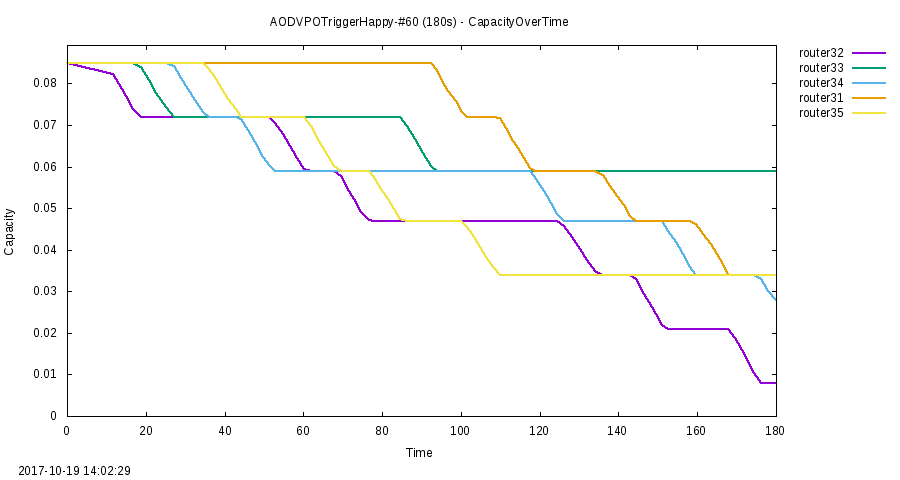 AODVPOTriggerHappy-#60 (180s) - CapacityOverTime
router32
router33
router34
router31
router35
0.08
0.07
0.06
0.05
0.04
0.03
0.02
0.01
0
Capacity
0 20 40 60 80 100 120 140 160 180
Time
2017-10-19 14:02:29